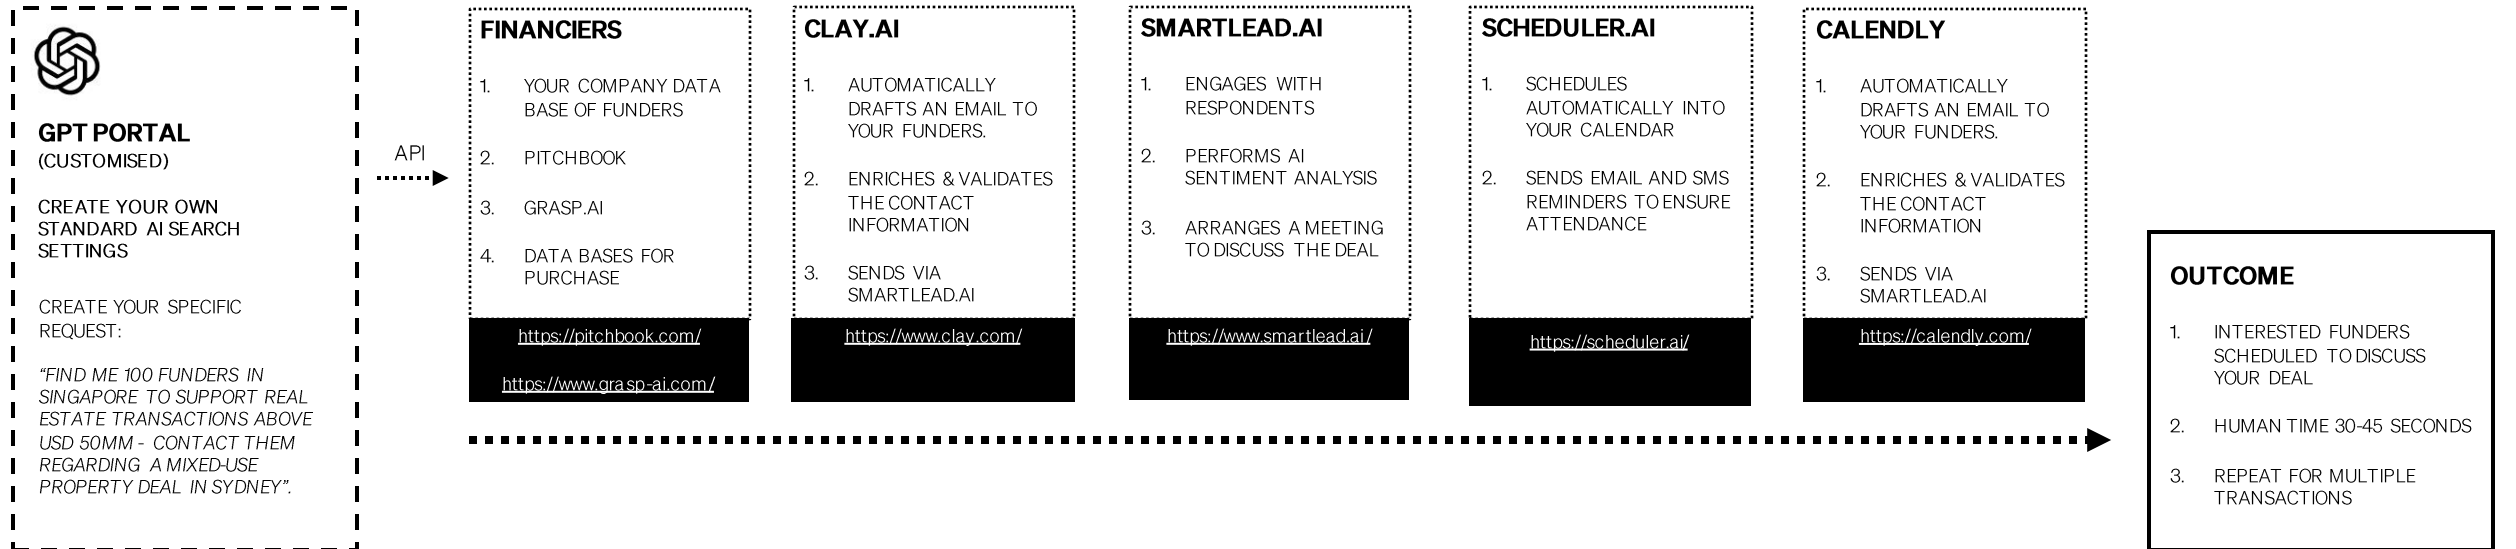 GPT PORTAL
(CUSTOMISED)
CREATE YOUR OWN
STANDARD AI SEARCH
SETTINGS
CREATE YOUR SPECIFIC
REQUEST:
“FIND ME 100 FUNDERS IN
SINGAPORE TO SUPPORT REAL
ESTATE TRANSACTIONS ABOVE
USD 50MM - CONTACT THEM
REGARDING A MIXED-USE
PROPERTY DEAL IN SYDNEY”.
API
FINANCIERS
1. YOUR COMPANY DATA
BASE OF FUNDERS
2. PITCHBOOK
3. GRASP.AI
4. DATA BASES FOR
PURCHASE
https://pitchbook.com/
https://www.grasp-ai.com/
CLAY.AI
1. AUTOMATICALLY
DRAFTS AN EMAIL TO
YOUR FUNDERS.
2. ENRICHES & VALIDATES
THE CONTACT
INFORMATION
3. SENDS VIA
SMARTLEAD.AI
https://www.clay.com/
SMARTLEAD.AI
1. ENGAGES WITH
RESPONDENTS
2. PERFORMS AI
SENTIMENT ANALYSIS
3. ARRANGES A MEETING
TO DISCUSS THE DEAL
https://www.smartlead.ai/
SCHEDULER.AI
1. SCHEDULES
AUTOMATICALLY INTO
YOUR CALENDAR
2. SENDS EMAIL AND SMS
REMINDERS TO ENSURE
ATTENDANCE
https://scheduler.ai/
CALENDLY
1. AUTOMATICALLY
DRAFTS AN EMAIL TO
YOUR FUNDERS.
2. ENRICHES & VALIDATES
THE CONTACT
INFORMATION
3. SENDS VIA
SMARTLEAD.AI
https://calendly.com/
OUTCOME
1. INTERESTED FUNDERS
SCHEDULED TO DISCUSS
YOUR DEAL
2. HUMAN TIME 30-45 SECONDS
3. REPEAT FOR MULTIPLE
TRANSACTIONS